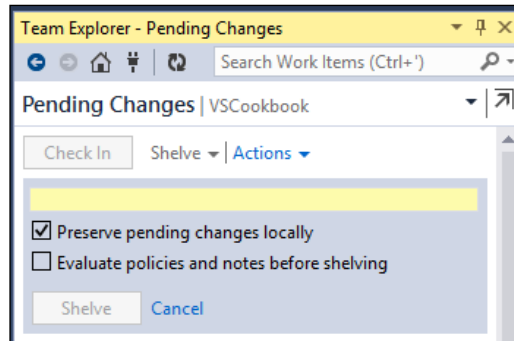 Team Explorer - Pending Changes
Search Work Items (Ctrl+')
Pending Changes | VSCookbook
Check In Shelve | Actions
Preserve pending changes locally
Evaluate policies and notes before shelving
Shelve Cancel